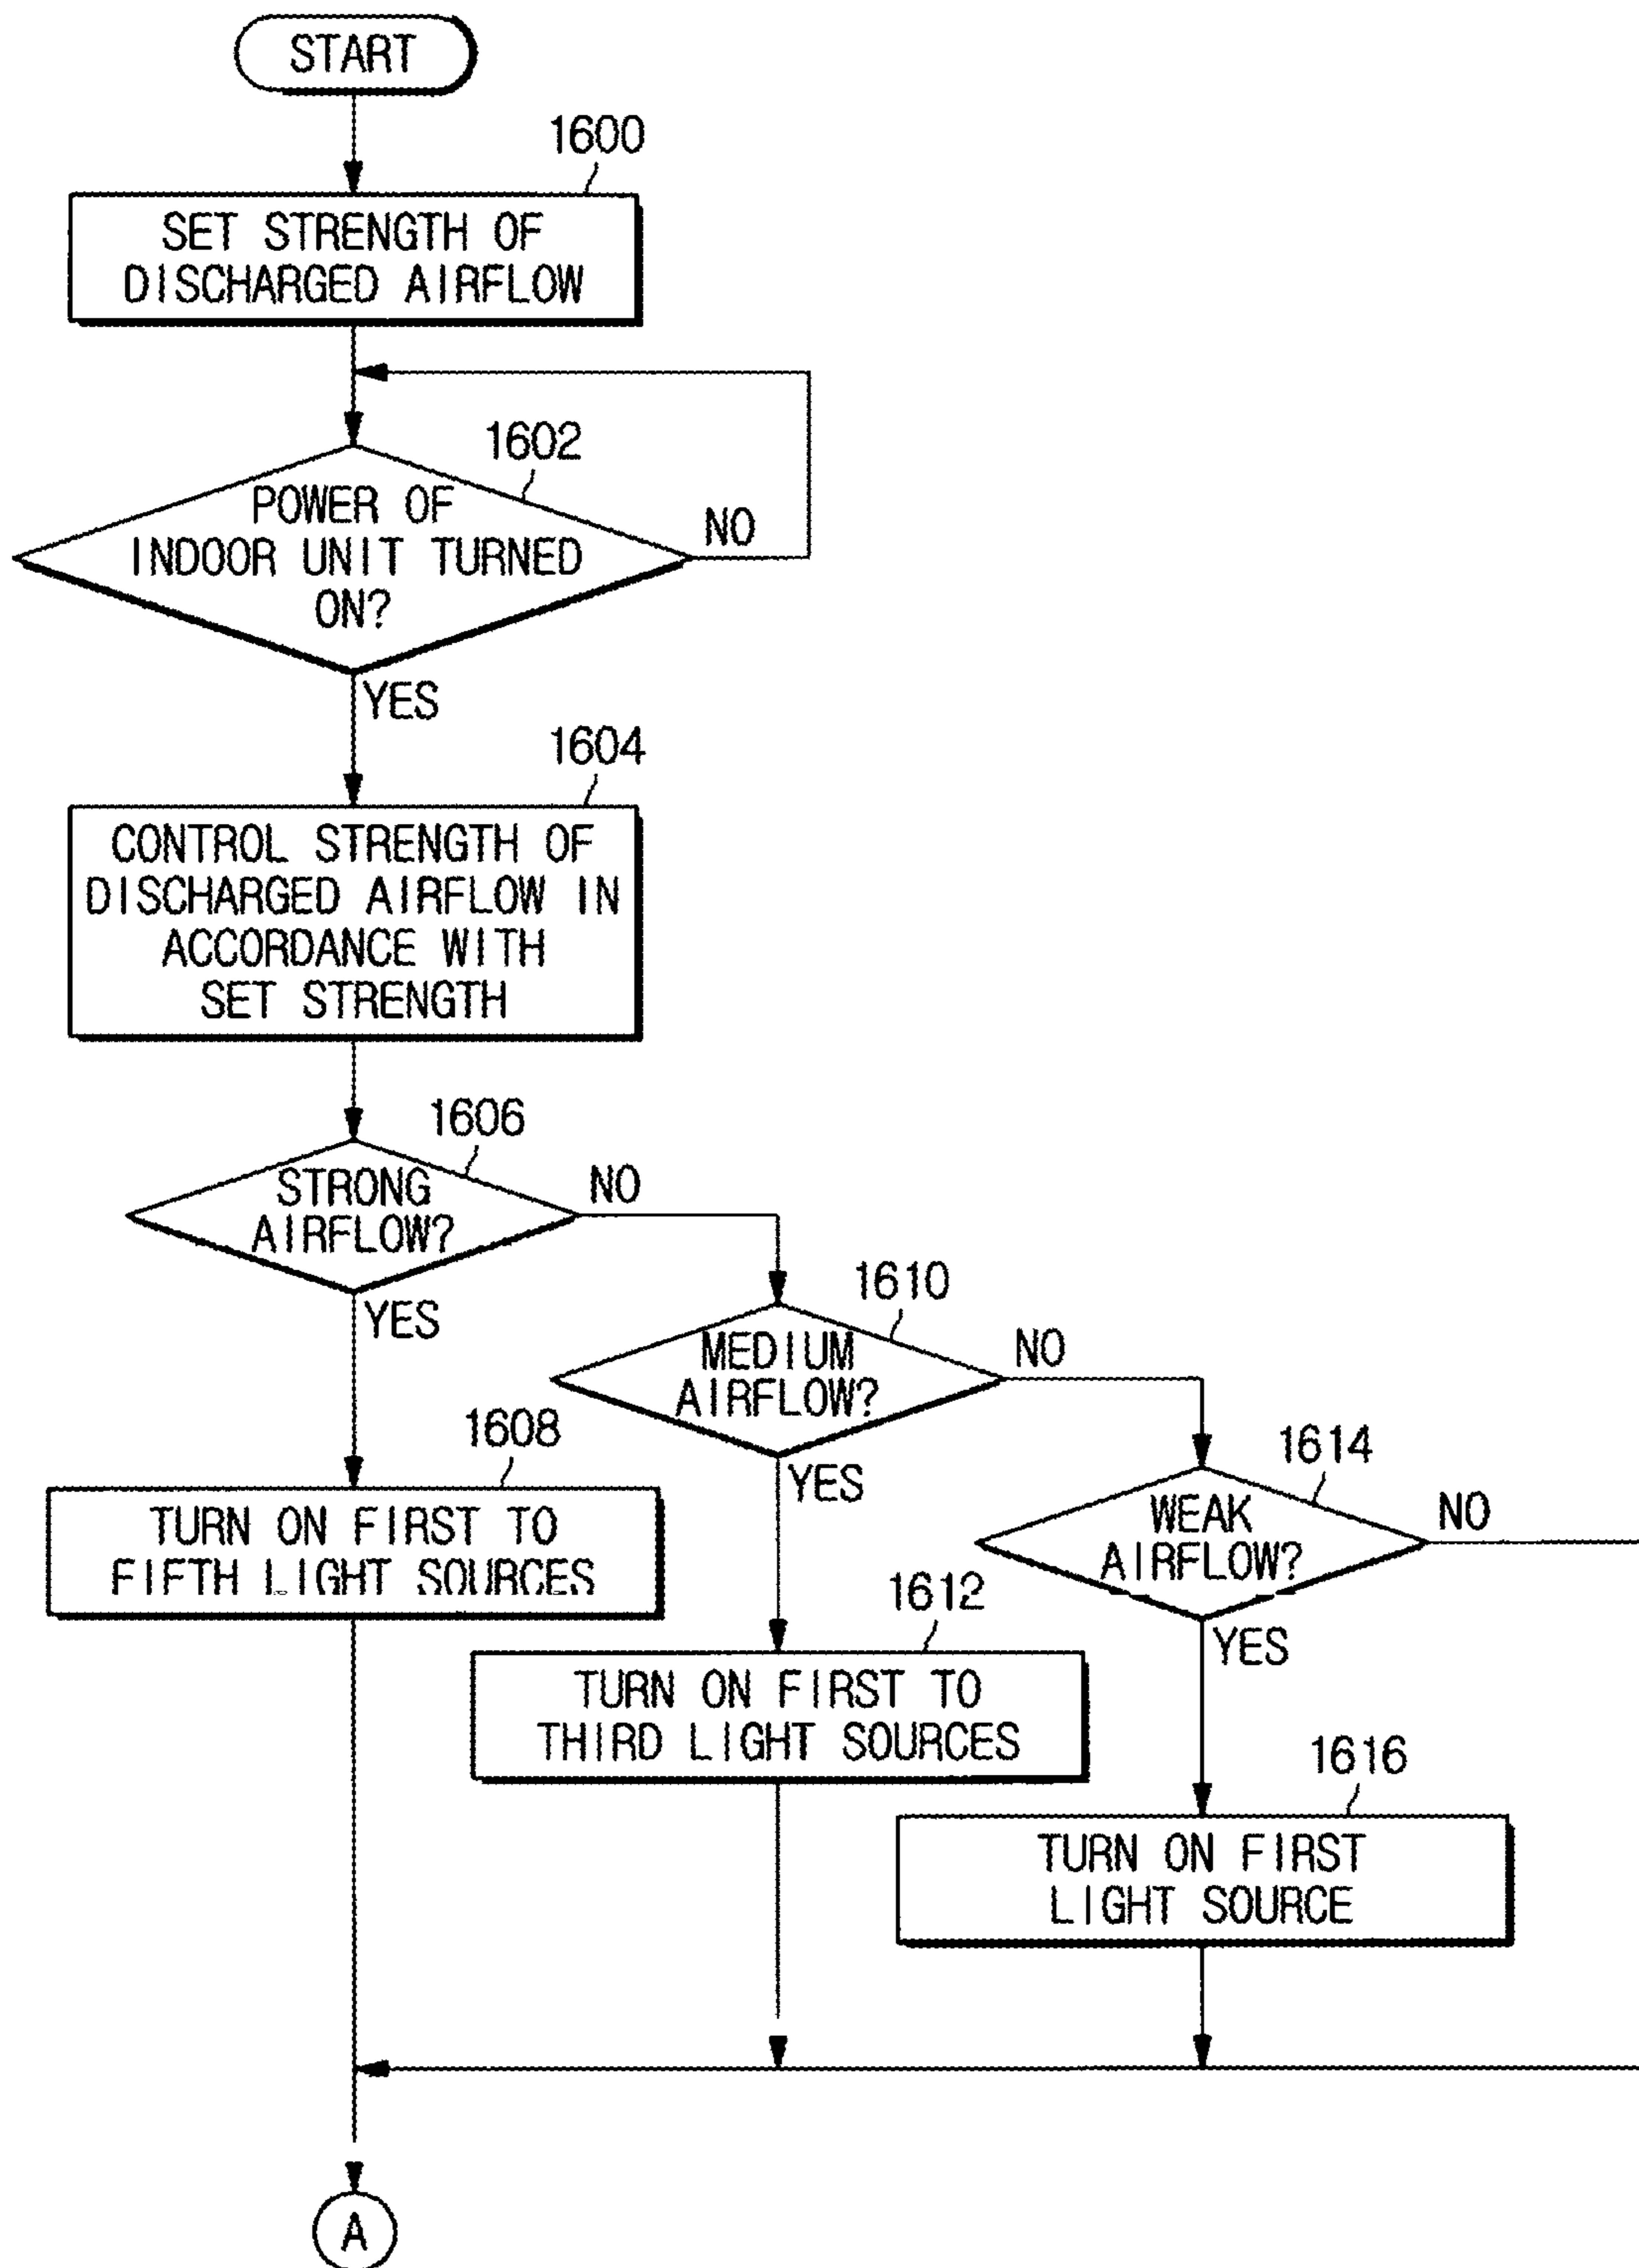 START
1600
SET STRENGTH OF
DISCHARGED AIRFLOW
1602
POWER OF
INDOOR UNIT TURNED
ON?
NO
YES
1604
CONTROL STRENGTH OF
DISCHARGED AIRFLOW IN
ACCORDANCE WITH
SET STRENGTH
1606
STRONG
AIRFLOW?
NO
YES
1610
MEDIUM
AIRFLOW?
NO
YES
1608
TURN ON FIRST TO
FIFTH LIGHT SOURCES
1614
WEAK
AIRFLOW?
NO
YES
1612
TURN ON FIRST TO
THIRD LIGHT SOURCES
1616
TURN ON FIRST
LIGHT SOURCE
A